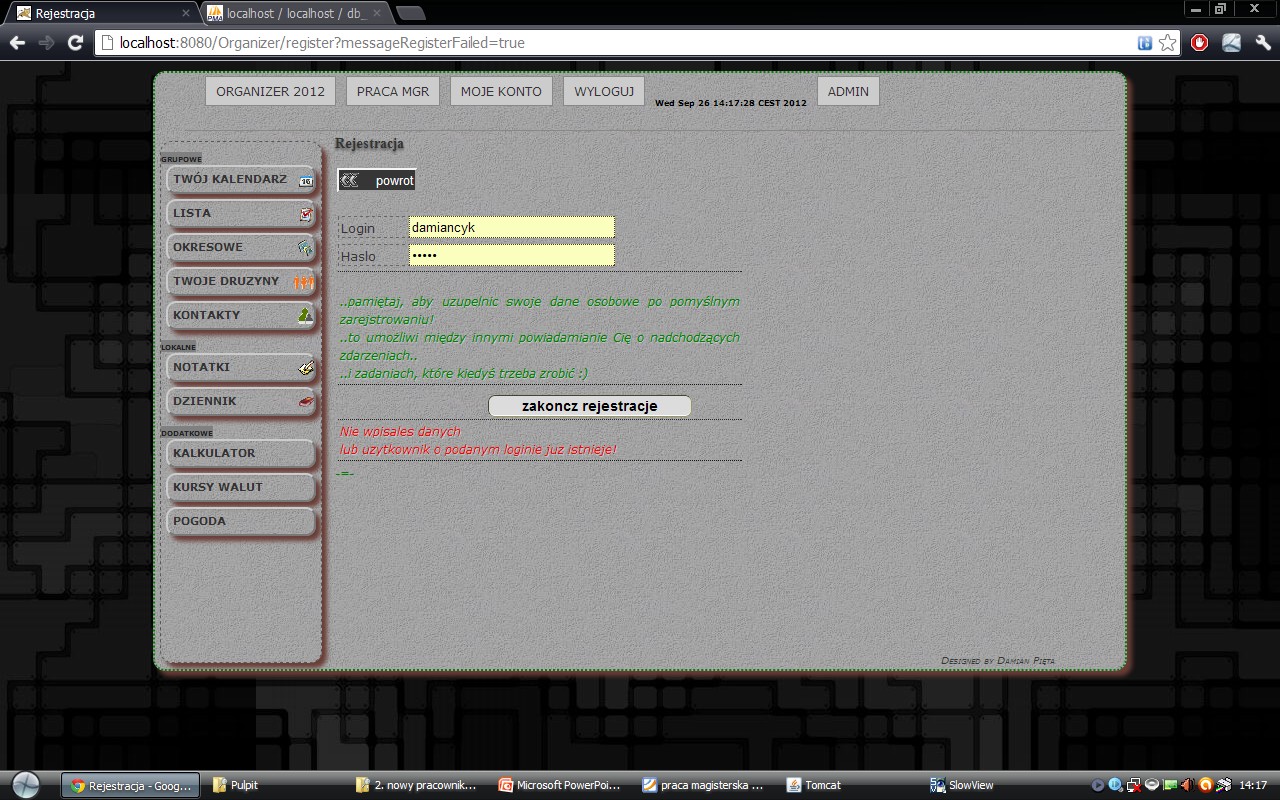 Rejestracja
localhost / localhost / db_
localhost:8080/Organizer/register?messageRegisterFailed=true
ORGANIZER 2012
PRACA MGR
MOJE KONTO
WYLOGUJ
Wed Sep 26 14:17:28 CEST 2012
ADMIN
GRUPOWE
TWÓJ KALENDARZ
LISTA
OKRESOWE
TWOJE DRUZYNY
KONTAKTY
LOKALNE
NOTATKI
DZIENNIK
DODATKOWE
KALKULATOR
KURSY WALUT
POGODA
Rejestracja
powrot
Login damiancyk
Haslo •••••
..pamiętaj, aby uzupelnic swoje dane osobowe po pomyślnym
zarejstrowaniu!
..to umożliwi między innymi powiadamianie Cię o nadchodzących
zdarzeniach..
..i zadaniach, które kiedyś trzeba zrobić :)
zakoncz rejestracje
Nie wpisales danych
lub uzytkownik o podanym loginie juz istnieje!
-=-
Designed by Damian Pięta
Rejestracja - Goog...
Pulpit
2. nowy pracownik...
Microsoft PowerPoi...
praca magisterska ...
Tomcat
SlowView
14:17